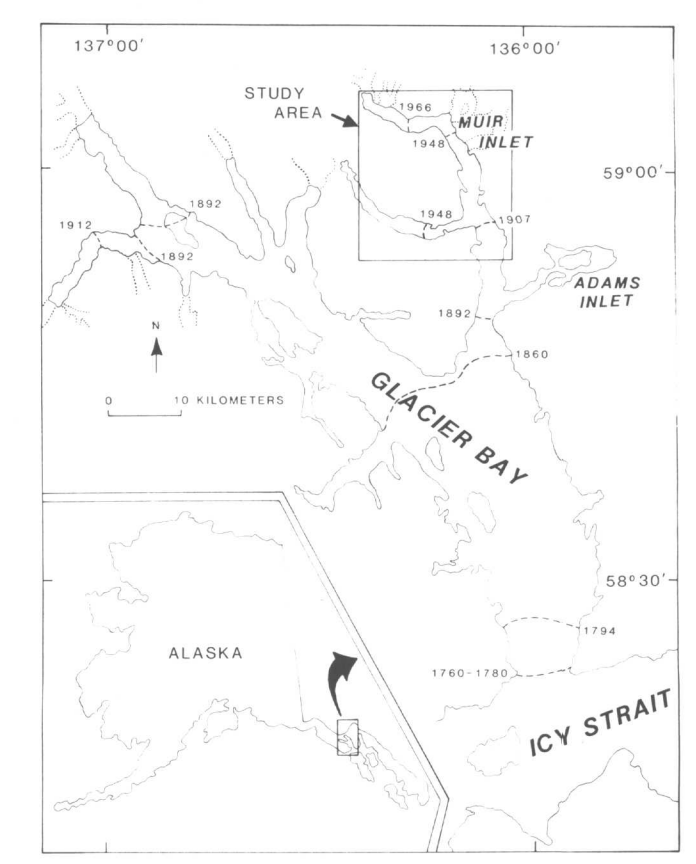 137°00′
136°00′
STUDY
AREA
1966
MUIR
INLET
1948
59°00′
1892
1948
1907
1912
1892
ADAMS
INLET
1892
N
1860
0
10 KILOMETERS
GLACIER BAY
58°30′
1794
ALASKA
1760-1780
ICY STRAIT